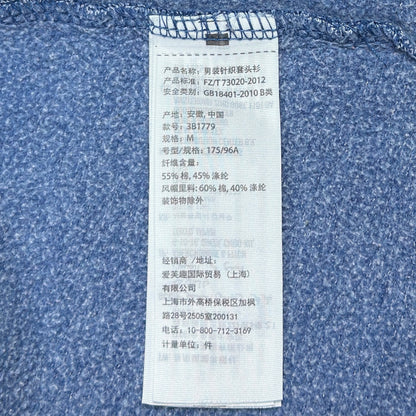 产品名称: 男装针织套头衫
产品标准: FZ/T 73020-2012
安全类别: GB18401-2010 B类
产地: 安徽, 中国
款号: 3B1779
规格: M
号型/规格: 175/96A
纤维含量:
55% 棉, 45% 涤纶
风帽里料: 60% 棉, 40% 涤纶
装饰物除外
经销商 /地址:
爱芙趣国际贸易 (上海)
有限公司
上海市外高桥保税区加枫
路28号2505室200131
电话: 10-800-712-3169
计量单位: 件